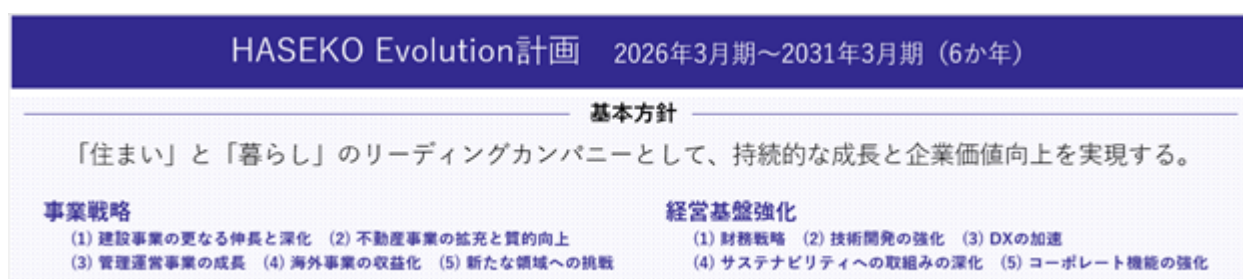 HASEKO Evolution計画 2026年3月期～2031年3月期（6か年）
基本方針
「住まい」と「暮らし」のリーディングカンパニーとして、持続的な成長と企業価値向上を実現する。
事業戦略
(1) 建設事業の更なる伸長と深化 (2) 不動産事業の拡充と質的向上
(3) 管理運営事業の成長 (4) 海外事業の収益化 (5) 新たな領域への挑戦
経営基盤強化
(1) 財務戦略 (2) 技術開発の強化 (3) DXの加速
(4) サステナビリティへの取組みの深化 (5) コーポレート機能の強化